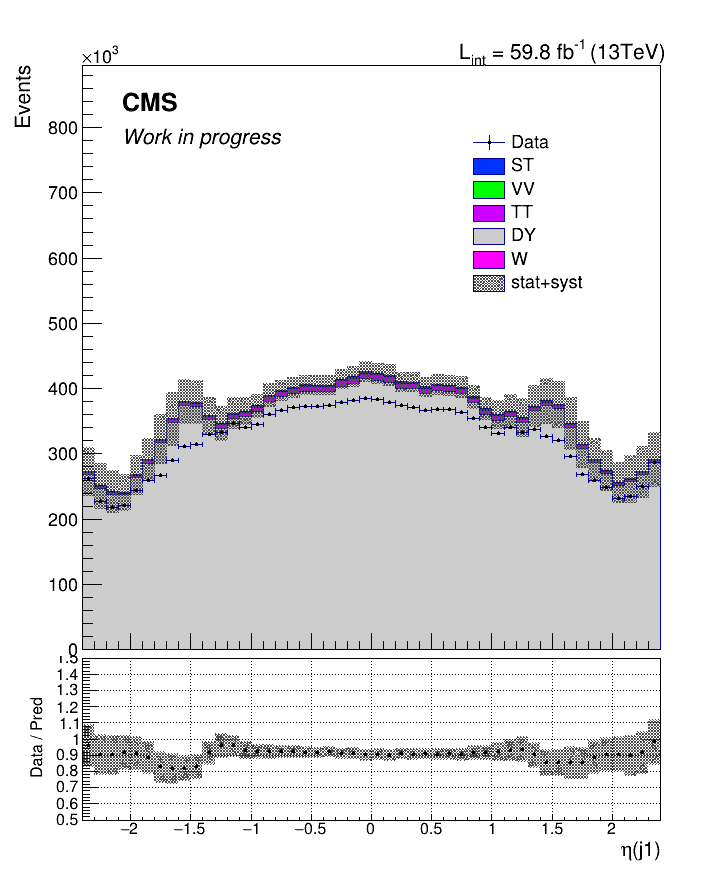 ×10³
L_int = 59.8 fb⁻¹ (13TeV)
Events
CMS
Work in progress
Data
ST
VV
TT
DY
W
stat+syst
800
700
600
500
400
300
200
100
0
Data / Pred
1.5
1.4
1.3
1.2
1.1
1
0.9
0.8
0.7
0.6
0.5
−2 −1.5 −1 −0.5 0 0.5 1 1.5 2
η(j1)